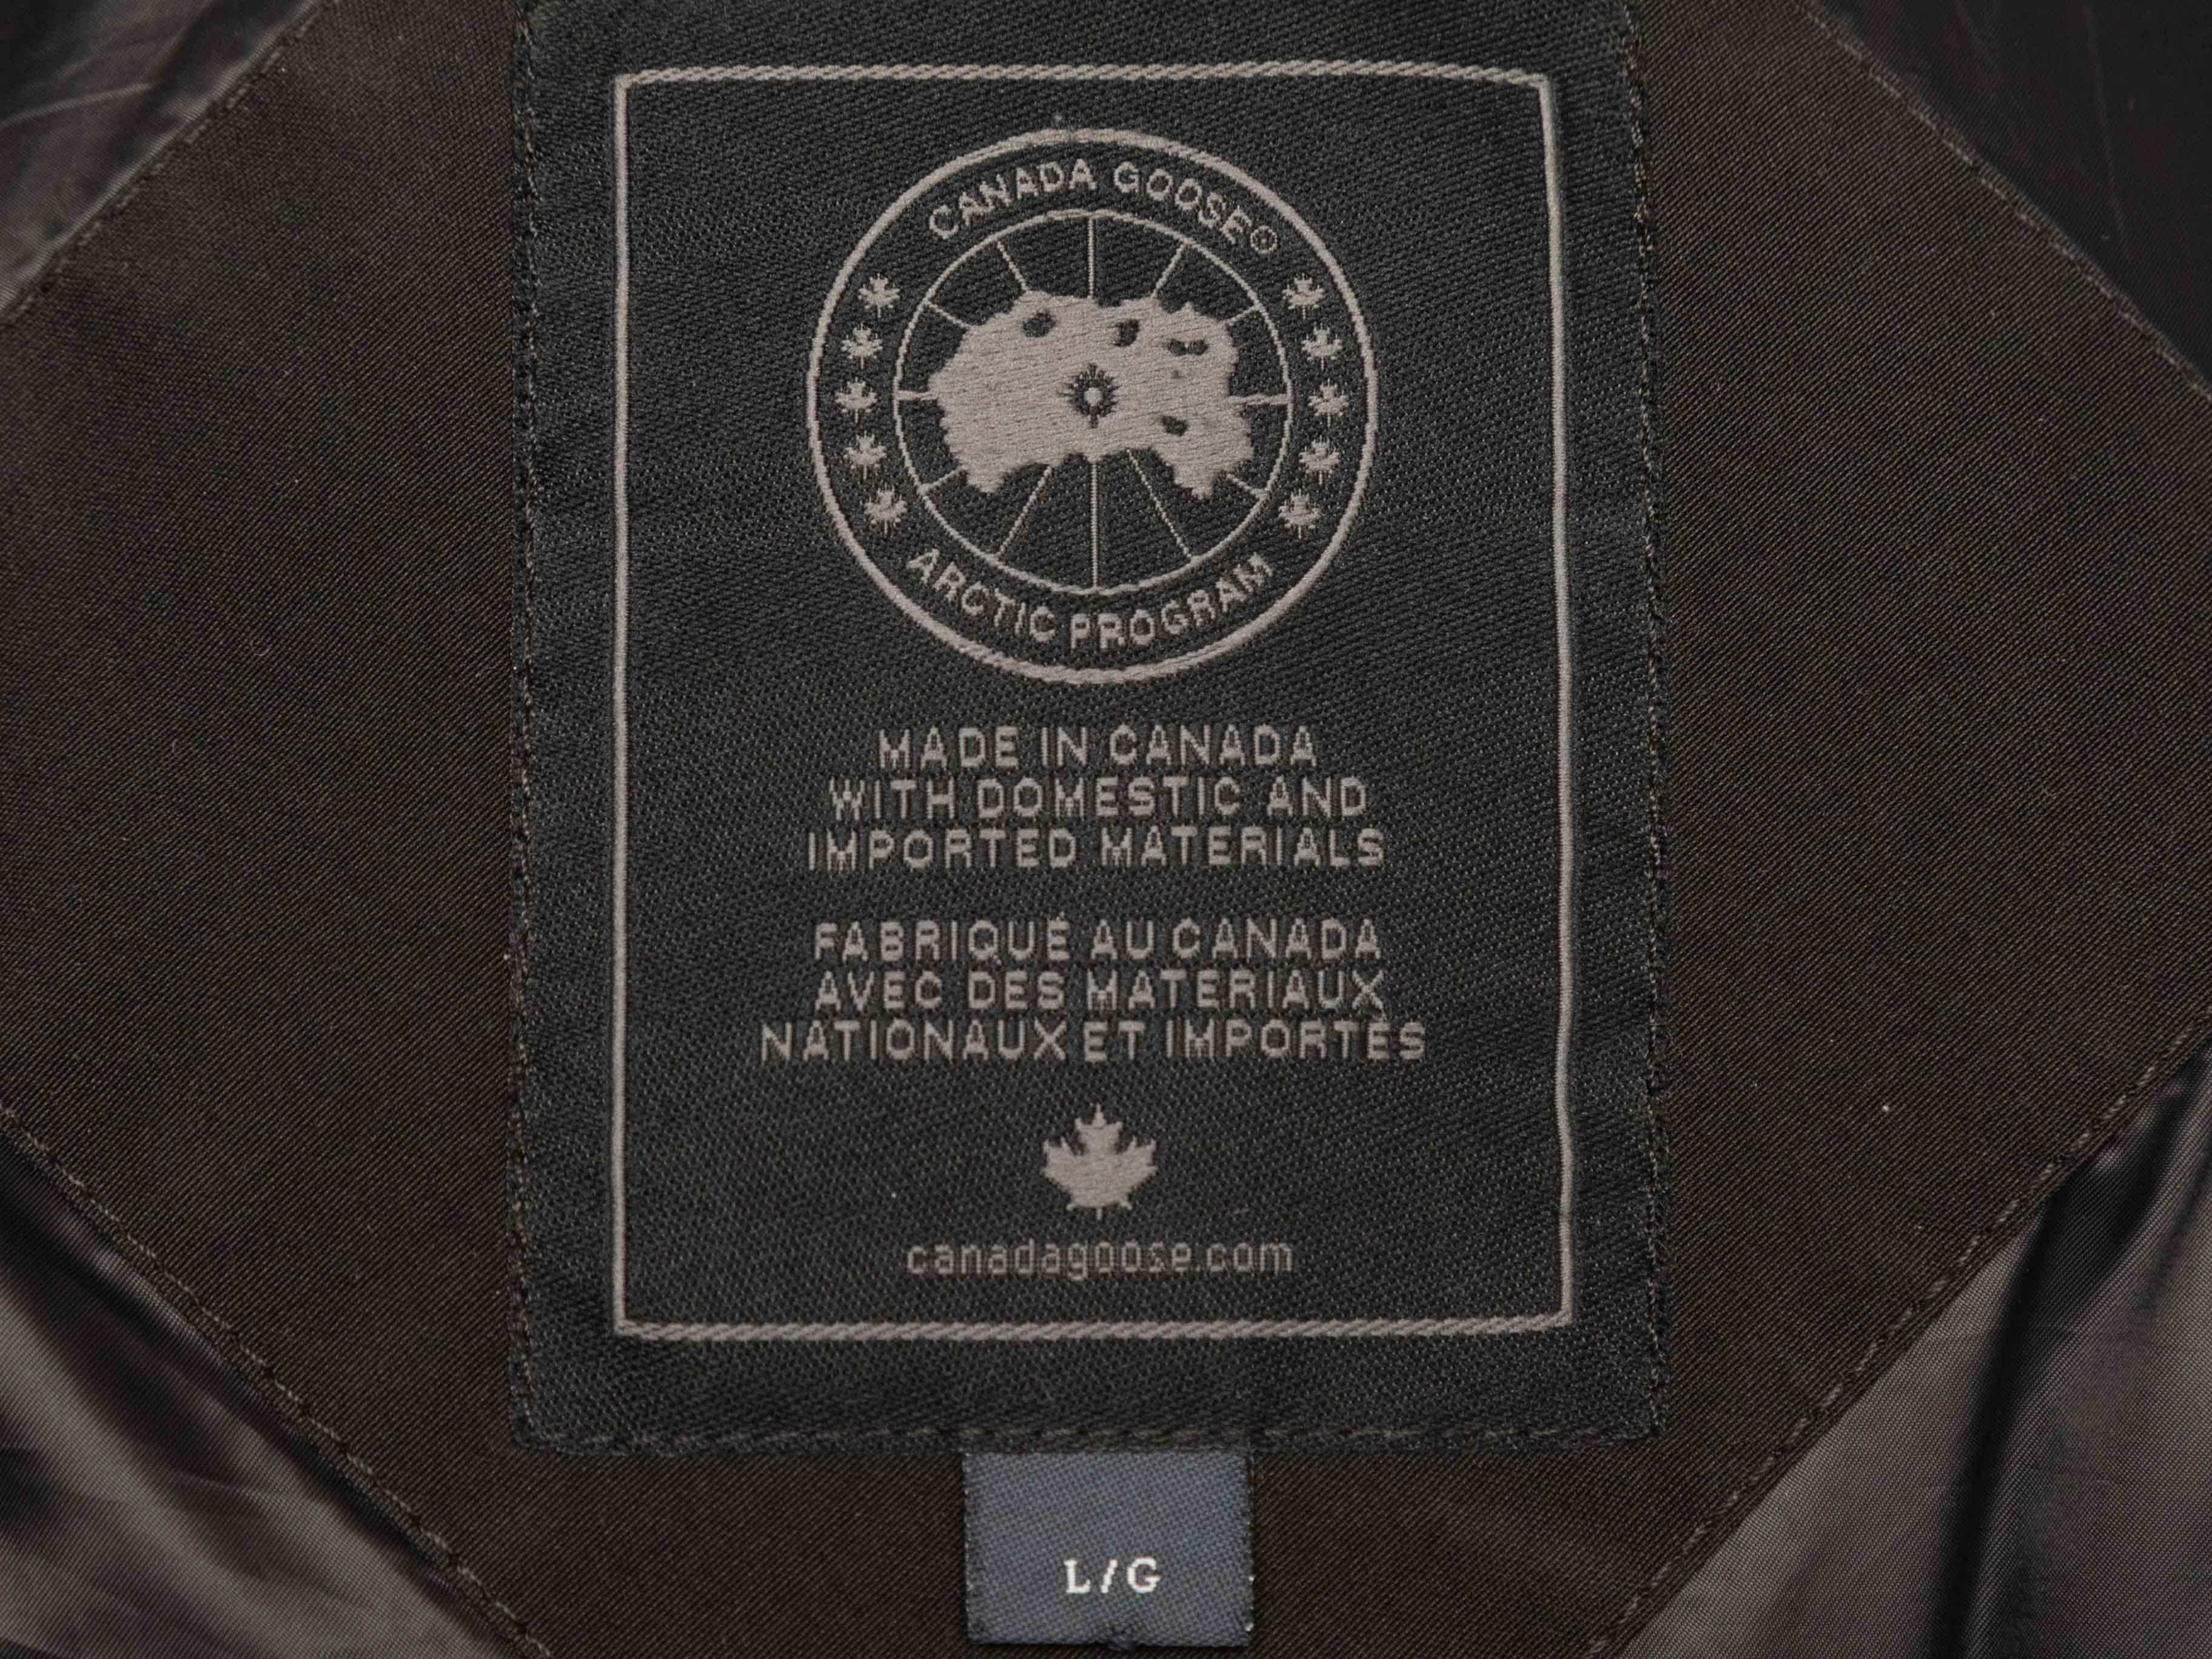 CANADA GOOSE®
ARCTIC PROGRAM
MADE IN CANADA
WITH DOMESTIC AND
IMPORTED MATERIALS
FABRIQUÉ AU CANADA
AVEC DES MATERIAUX
NATIONAUX ET IMPORTÉS
canadagoose.com
L/G